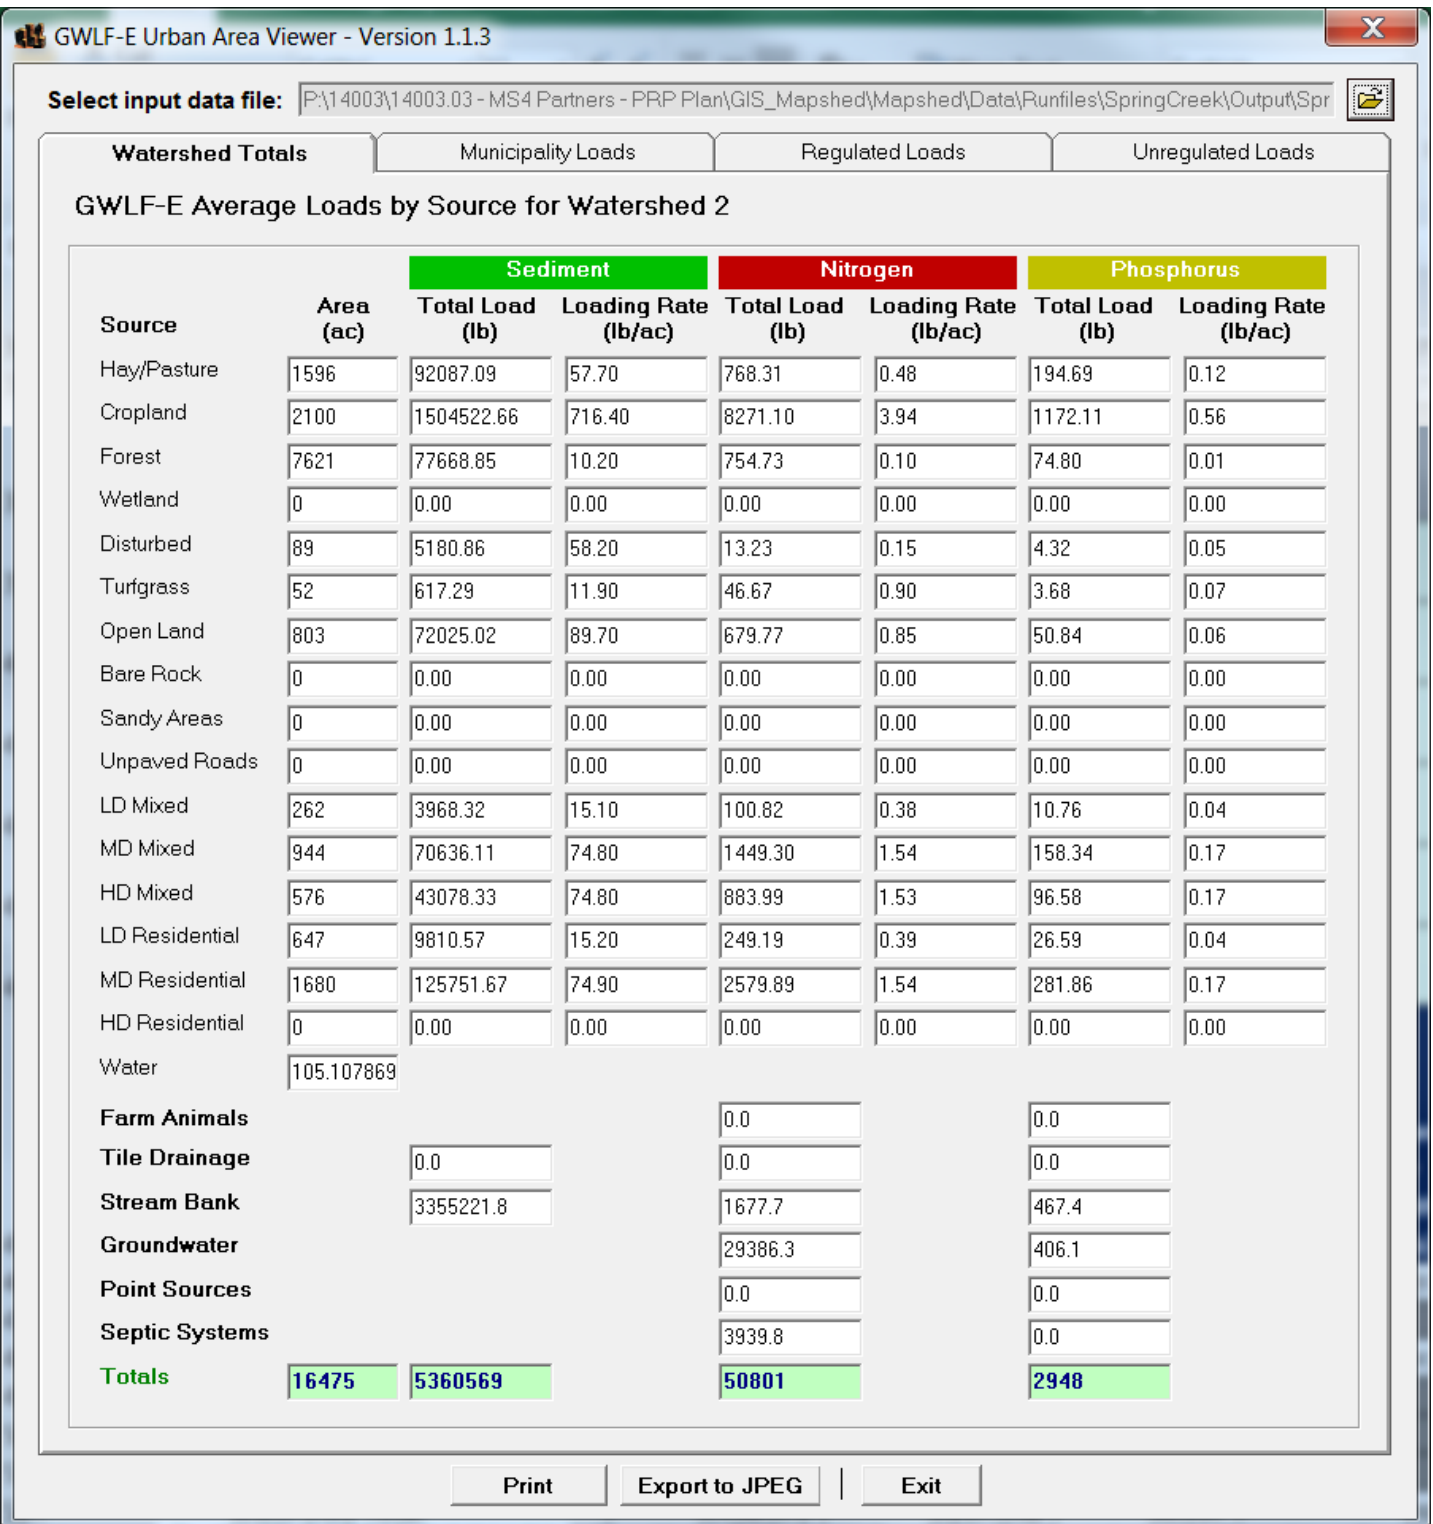 GWLF-E Urban Area Viewer - Version 1.1.3
Select input data file: P:\14003\14003.03 - MS4 Partners - PRP Plan\GIS_Mapshed\Mapshed\Data\Runfiles\SpringCreek\Output\Spr
Watershed Totals Municipality Loads Regulated Loads Unregulated Loads
GWLF-E Average Loads by Source for Watershed 2
Sediment Nitrogen Phosphorus
Area Total Load Loading Rate Total Load Loading Rate Total Load Loading Rate
Source (ac) (lb) (lb/ac) (lb) (lb/ac) (lb) (lb/ac)
Hay/Pasture 1596 92087.09 57.70 768.31 0.48 194.69 0.12
Cropland 2100 1504522.66 716.40 8271.10 3.94 1172.11 0.56
Forest 7621 77668.85 10.20 754.73 0.10 74.80 0.01
Wetland 0 0.00 0.00 0.00 0.00 0.00 0.00
Disturbed 89 5180.86 58.20 13.23 0.15 4.32 0.05
Turfgrass 52 617.29 11.90 46.67 0.90 3.68 0.07
Open Land 803 72025.02 89.70 679.77 0.85 50.84 0.06
Bare Rock 0 0.00 0.00 0.00 0.00 0.00 0.00
Sandy Areas 0 0.00 0.00 0.00 0.00 0.00 0.00
Unpaved Roads 0 0.00 0.00 0.00 0.00 0.00 0.00
LD Mixed 262 3968.32 15.10 100.82 0.38 10.76 0.04
MD Mixed 944 70636.11 74.80 1449.30 1.54 158.34 0.17
HD Mixed 576 43078.33 74.80 883.99 1.53 96.58 0.17
LD Residential 647 9810.57 15.20 249.19 0.39 26.59 0.04
MD Residential 1680 125751.67 74.90 2579.89 1.54 281.86 0.17
HD Residential 0 0.00 0.00 0.00 0.00 0.00 0.00
Water 105.107869
Farm Animals 0.0 0.0
Tile Drainage 0.0 0.0 0.0
Stream Bank 3355221.8 1677.7 467.4
Groundwater 29386.3 406.1
Point Sources 0.0 0.0
Septic Systems 3939.8 0.0
Totals 16475 5360569 50801 2948
Print Export to JPEG Exit